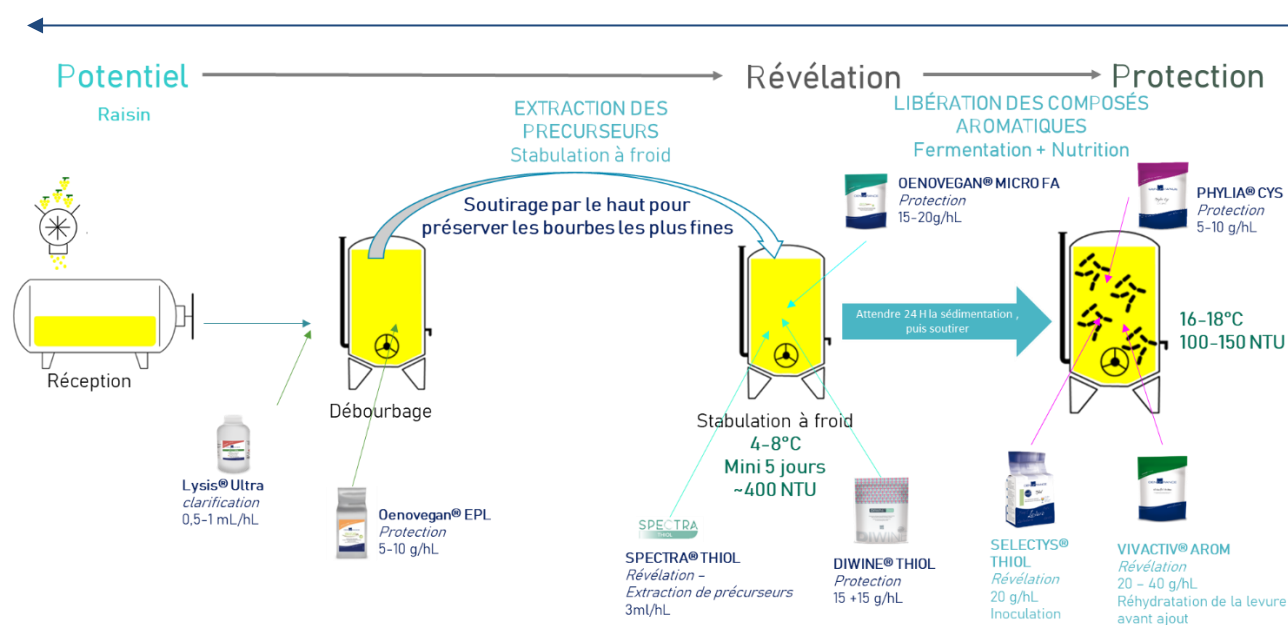 Potentiel
Révélation
Protection
Raisin
EXTRACTION DES
PRECURSEURS
Stabulation à froid
LIBÉRATION DES COMPOSÉS
AROMATIQUES
Fermentation + Nutrition
Soutirage par le haut pour
préserver les bourbes les plus fines
OENOVEGAN® MICRO FA
Protection
15-20g/hL
PHYLIA® CYS
Protection
5-10 g/hL
Réception
Débourbage
Attendre 24 H la sédimentation ,
puis soutirer
16-18°C
100-150 NTU
Stabulation à froid
4-8°C
Mini 5 jours
~400 NTU
Lysis® Ultra
clarification
0,5-1 mL/hL
Oenovegan® EPL
Protection
5-10 g/hL
SPECTRA
THIOL
SPECTRA® THIOL
Révélation –
Extraction de précurseurs
3ml/hL
DIWINE
DIWINE® THIOL
Protection
15 +15 g/hL
SELECTYS®
THIOL
Révélation
20 g/hL
Inoculation
VIVACTIV® AROM
Révélation
20 – 40 g/hL
Réhydratation de la levure
avant ajout